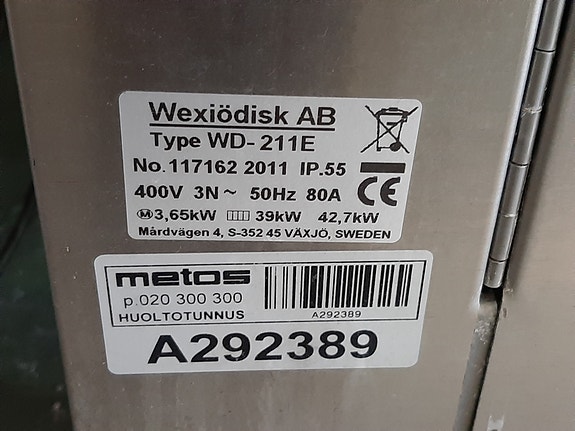 Wexiödisk AB
Type WD-211E
No.117162 2011 IP.55
400V 3N~ 50Hz 80A
CE
M 3,65kW 39kW 42,7kW
Mårdvägen 4, S-352 45 VÄXJÖ, SWEDEN
metos
p.020 300 300
HUOLTOTUNNUS
A292389
A292389